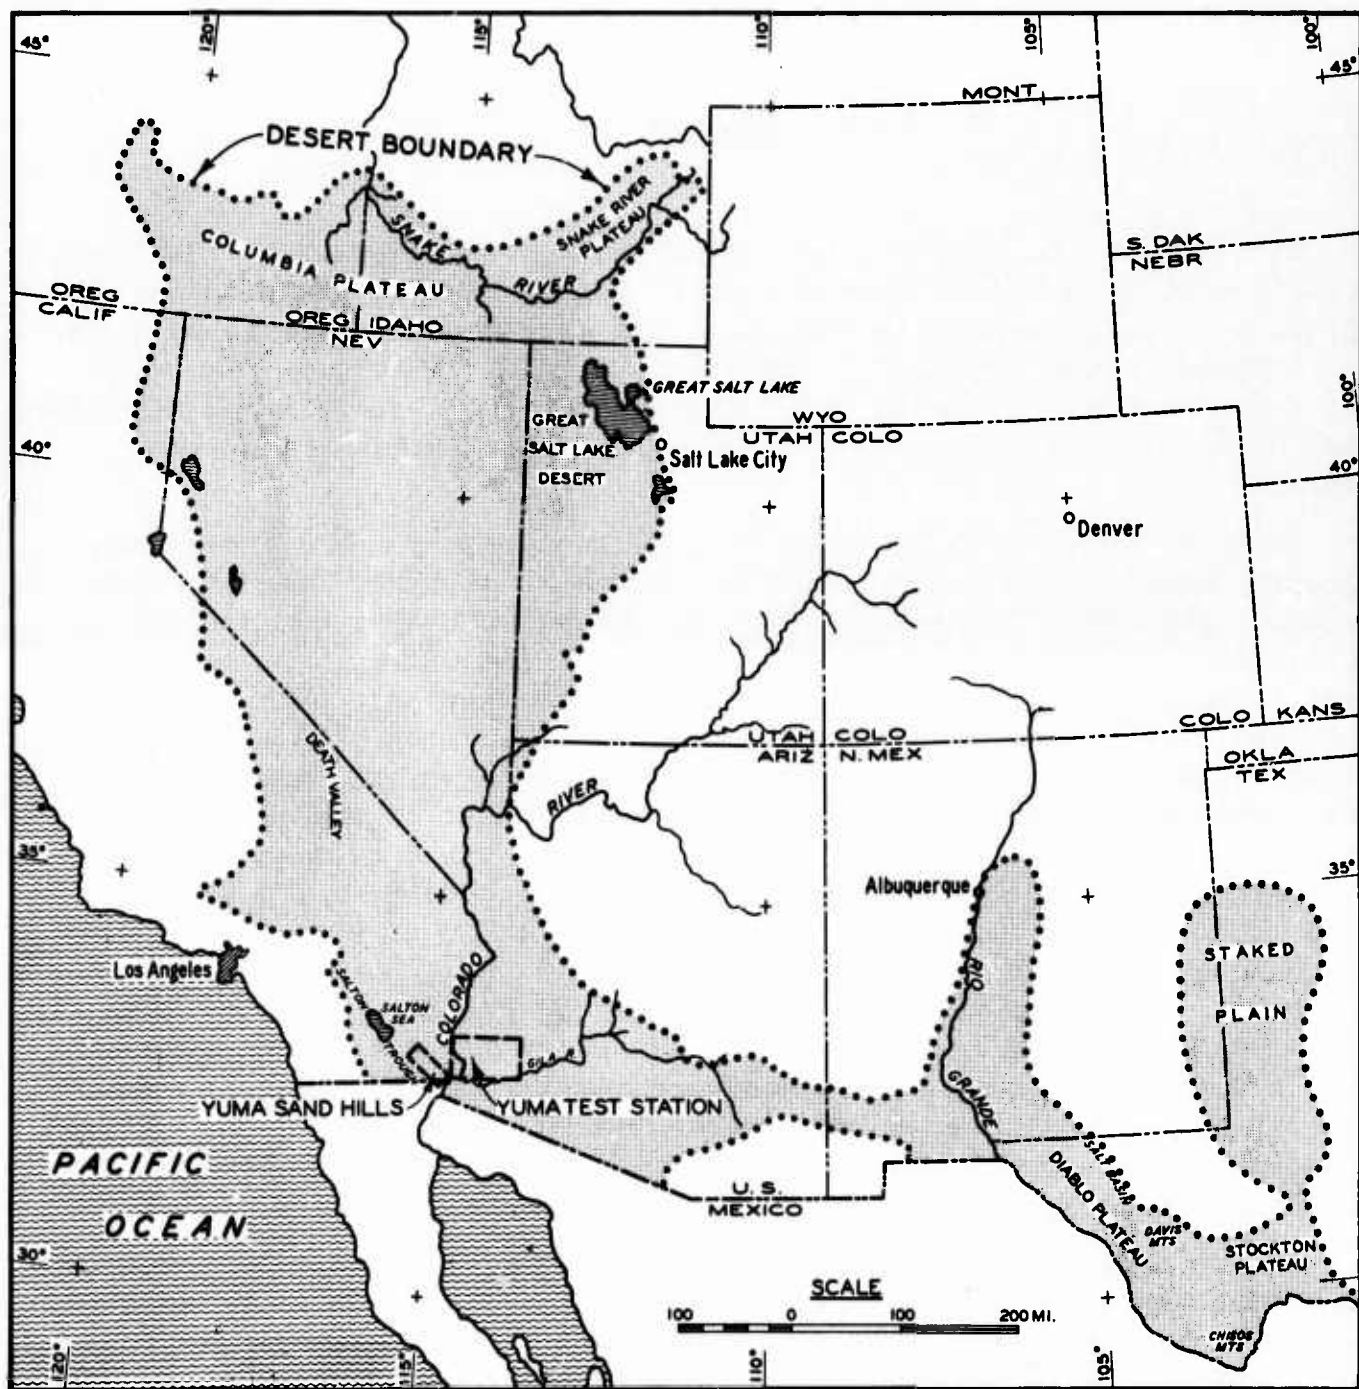 120°
115°
110°
105°
100°
45°
45°
MONT
DESERT BOUNDARY
SNAKE RIVER
PLATEAU
SNAKE
RIVER
COLUMBIA PLATEAU
S. DAK
NEBR
OREG
CALIF
OREG IDAHO
NEV
GREAT SALT LAKE
100°
GREAT
SALT LAKE
DESERT
WYO
UTAH COLO
40°
Salt Lake City
40°
Denver
COLO KANS
UTAH COLO
ARIZ N. MEX
OKLA
TEX
DEATH VALLEY
RIVER
35°
35°
Albuquerque
STAKED
PLAIN
Los Angeles
SALTON
SEA
SALTON TROUGH
COLORADO
RIO
GRANDE
GILA R.
YUMA SAND HILLS
YUMA TEST STATION
PACIFIC
OCEAN
U. S.
MEXICO
SALT BASIN
DIABLO PLATEAU
DAVIS
MTS
STOCKTON
PLATEAU
30°
SCALE
100 0 100 200 MI.
CHISOS
MTS
120°
115°
110°
105°